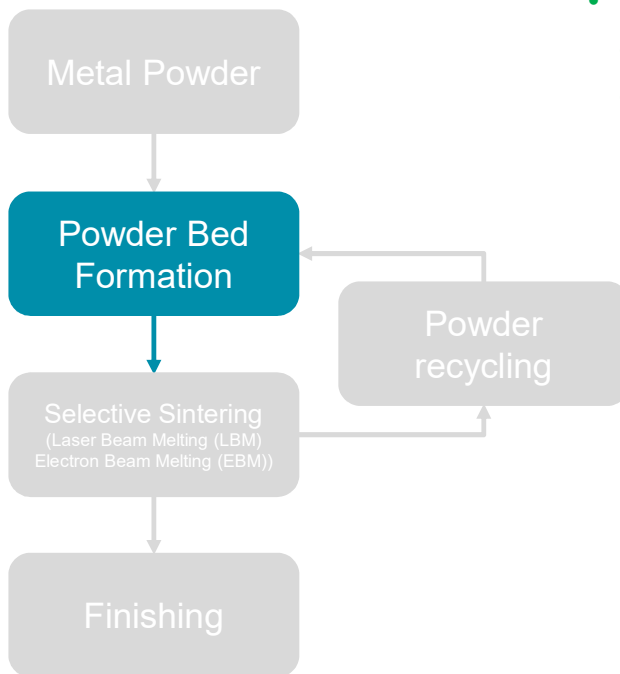 Metal Powder
Powder Bed
Formation
Powder
recycling
Selective Sintering
(Laser Beam Melting (LBM)
Electron Beam Melting (EBM))
Finishing